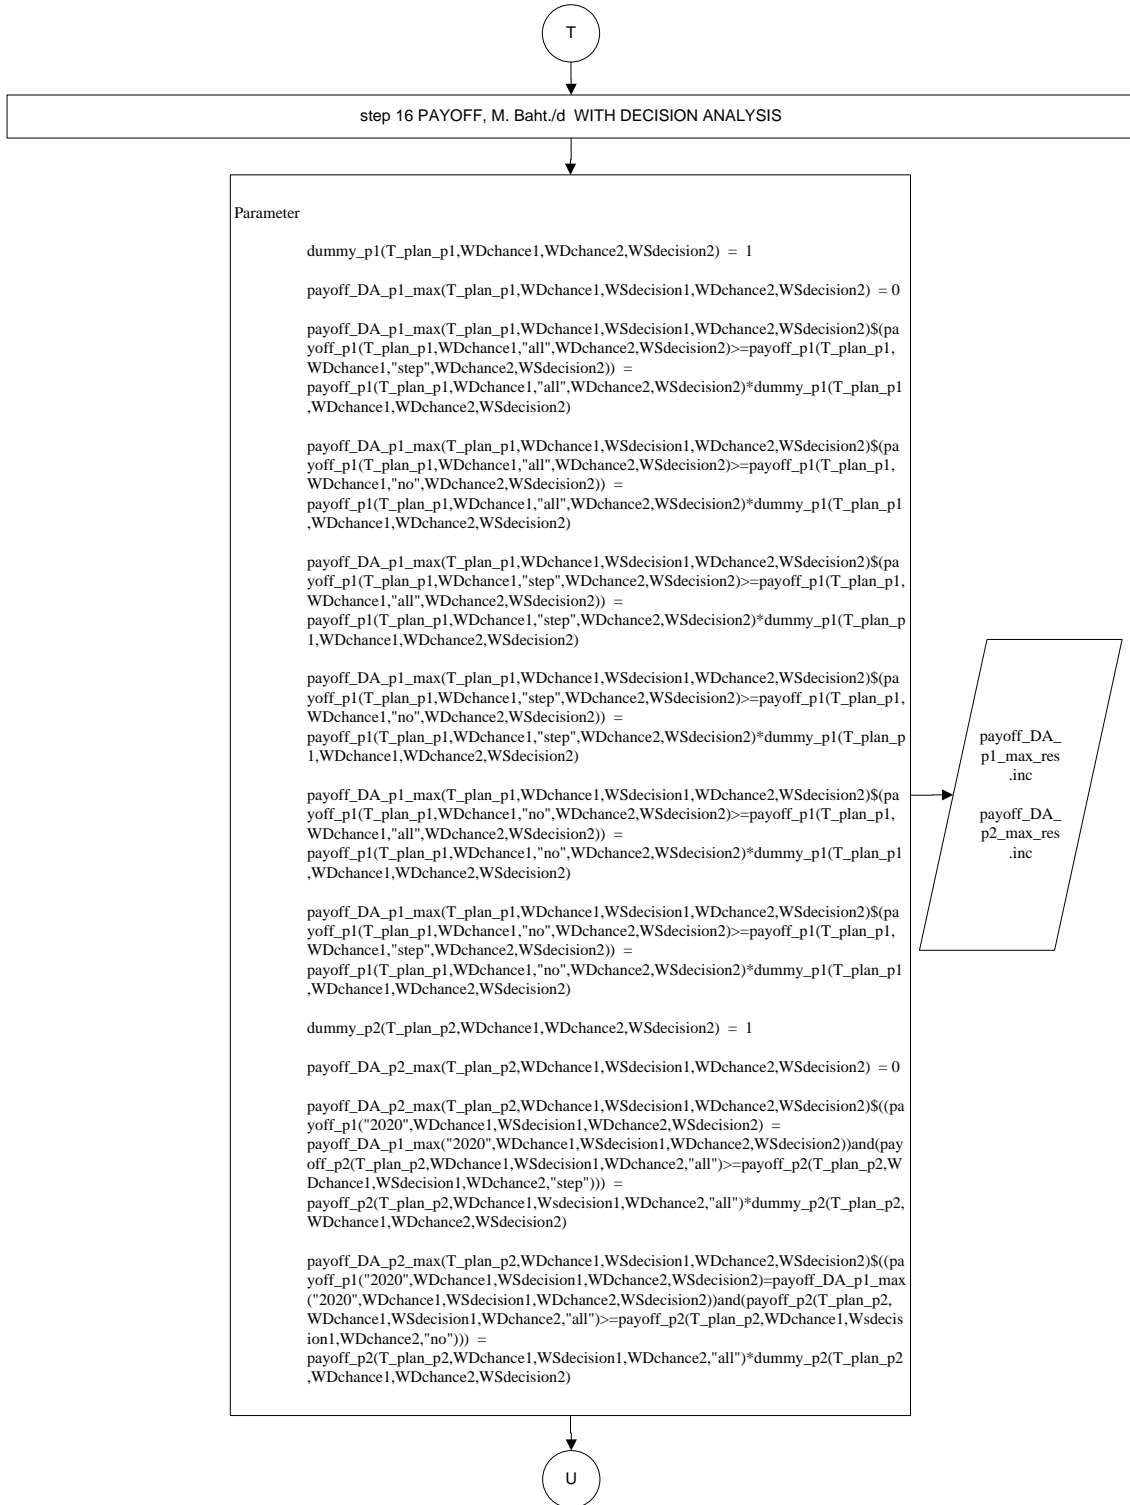 T
step 16 PAYOFF, M. Baht./d  WITH DECISION ANALYSIS
Parameter
dummy_p1(T_plan_p1,WDchance1,WDchance2,WSdecision2)  =  1
payoff_DA_p1_max(T_plan_p1,WDchance1,WSdecision1,WDchance2,WSdecision2)  = 0
payoff_DA_p1_max(T_plan_p1,WDchance1,WSdecision1,WDchance2,WSdecision2)$(pa
yoff_p1(T_plan_p1,WDchance1,"all",WDchance2,WSdecision2)>=payoff_p1(T_plan_p1,
WDchance1,"step",WDchance2,WSdecision2))  =
payoff_p1(T_plan_p1,WDchance1,"all",WDchance2,WSdecision2)*dummy_p1(T_plan_p1
,WDchance1,WDchance2,WSdecision2)
payoff_DA_p1_max(T_plan_p1,WDchance1,WSdecision1,WDchance2,WSdecision2)$(pa
yoff_p1(T_plan_p1,WDchance1,"all",WDchance2,WSdecision2)>=payoff_p1(T_plan_p1,
WDchance1,"no",WDchance2,WSdecision2))  =
payoff_p1(T_plan_p1,WDchance1,"all",WDchance2,WSdecision2)*dummy_p1(T_plan_p1
,WDchance1,WDchance2,WSdecision2)
payoff_DA_p1_max(T_plan_p1,WDchance1,WSdecision1,WDchance2,WSdecision2)$(pa
yoff_p1(T_plan_p1,WDchance1,"step",WDchance2,WSdecision2)>=payoff_p1(T_plan_p1,
WDchance1,"all",WDchance2,WSdecision2))  =
payoff_p1(T_plan_p1,WDchance1,"step",WDchance2,WSdecision2)*dummy_p1(T_plan_p
1,WDchance1,WDchance2,WSdecision2)
payoff_DA_p1_max(T_plan_p1,WDchance1,WSdecision1,WDchance2,WSdecision2)$(pa
yoff_p1(T_plan_p1,WDchance1,"step",WDchance2,WSdecision2)>=payoff_p1(T_plan_p1,
WDchance1,"no",WDchance2,WSdecision2))  =
payoff_p1(T_plan_p1,WDchance1,"step",WDchance2,WSdecision2)*dummy_p1(T_plan_p
1,WDchance1,WDchance2,WSdecision2)
payoff_DA_p1_max(T_plan_p1,WDchance1,WSdecision1,WDchance2,WSdecision2)$(pa
yoff_p1(T_plan_p1,WDchance1,"no",WDchance2,WSdecision2)>=payoff_p1(T_plan_p1,
WDchance1,"all",WDchance2,WSdecision2))  =
payoff_p1(T_plan_p1,WDchance1,"no",WDchance2,WSdecision2)*dummy_p1(T_plan_p1
,WDchance1,WDchance2,WSdecision2)
payoff_DA_p1_max(T_plan_p1,WDchance1,WSdecision1,WDchance2,WSdecision2)$(pa
yoff_p1(T_plan_p1,WDchance1,"no",WDchance2,WSdecision2)>=payoff_p1(T_plan_p1,
WDchance1,"step",WDchance2,WSdecision2))  =
payoff_p1(T_plan_p1,WDchance1,"no",WDchance2,WSdecision2)*dummy_p1(T_plan_p1
,WDchance1,WDchance2,WSdecision2)
dummy_p2(T_plan_p2,WDchance1,WDchance2,WSdecision2)  =  1
payoff_DA_p2_max(T_plan_p2,WDchance1,WSdecision1,WDchance2,WSdecision2)  = 0
payoff_DA_p2_max(T_plan_p2,WDchance1,WSdecision1,WDchance2,WSdecision2)$((pa
yoff_p1("2020",WDchance1,WSdecision1,WDchance2,WSdecision2)  =
payoff_DA_p1_max("2020",WDchance1,WSdecision1,WDchance2,WSdecision2))and(pay
off_p2(T_plan_p2,WDchance1,WSdecision1,WDchance2,"all")>=payoff_p2(T_plan_p2,W
Dchance1,WSdecision1,WDchance2,"step")))  =
payoff_p2(T_plan_p2,WDchance1,Wsdecision1,WDchance2,"all")*dummy_p2(T_plan_p2,
WDchance1,WDchance2,WSdecision2)
payoff_DA_p2_max(T_plan_p2,WDchance1,WSdecision1,WDchance2,WSdecision2)$((pa
yoff_p1("2020",WDchance1,WSdecision1,WDchance2,WSdecision2)=payoff_DA_p1_max
("2020",WDchance1,WSdecision1,WDchance2,WSdecision2))and(payoff_p2(T_plan_p2,
WDchance1,WSdecision1,WDchance2,"all")>=payoff_p2(T_plan_p2,WDchance1,Wsdecis
ion1,WDchance2,"no")))  =
payoff_p2(T_plan_p2,WDchance1,WSdecision1,WDchance2,"all")*dummy_p2(T_plan_p2
,WDchance1,WDchance2,WSdecision2)
payoff_DA_
p1_max_res
.inc
payoff_DA_
p2_max_res
.inc
U